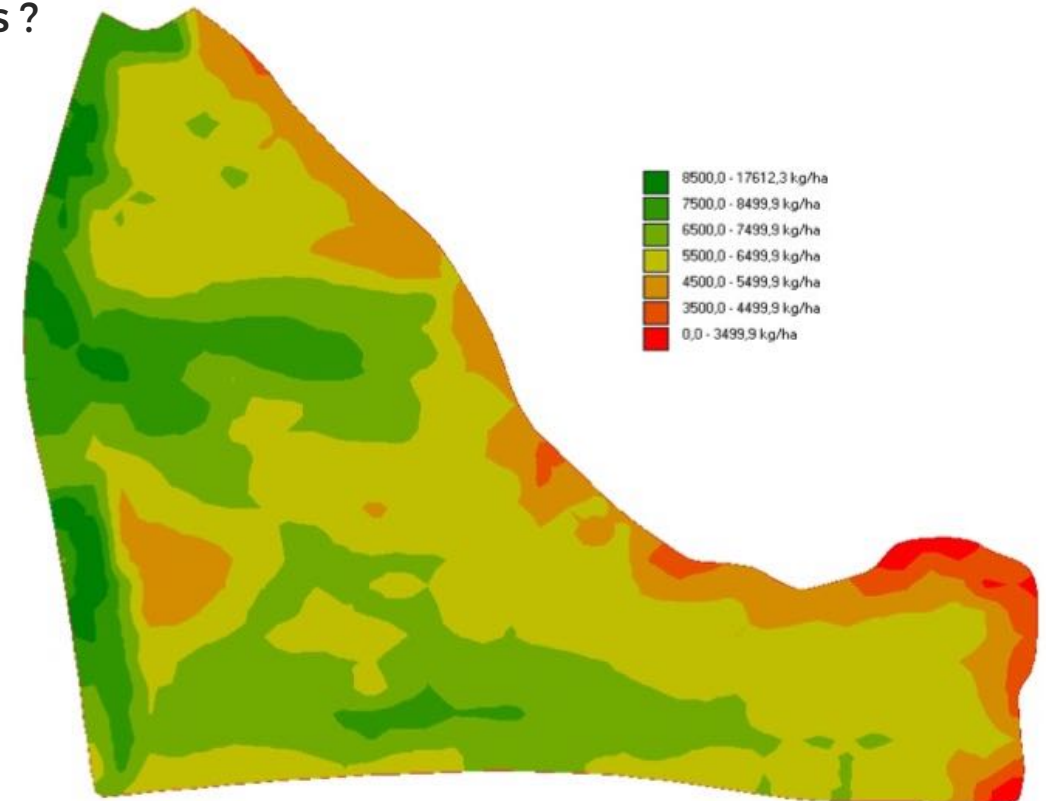 s ?
8500,0 - 17612,3 kg/ha
7500,0 - 8499,9 kg/ha
6500,0 - 7499,9 kg/ha
5500,0 - 6499,9 kg/ha
4500,0 - 5499,9 kg/ha
3500,0 - 4499,9 kg/ha
0,0 - 3499,9 kg/ha